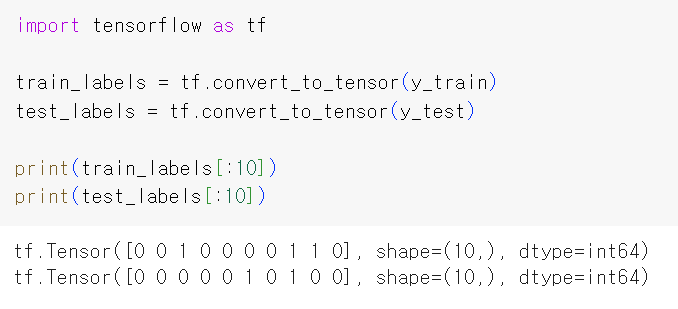 import tensorflow as tf
train_labels = tf.convert_to_tensor(y_train)
test_labels = tf.convert_to_tensor(y_test)
print(train_labels[:10])
print(test_labels[:10])
tf.Tensor([0 0 1 0 0 0 0 1 1 0], shape=(10,), dtype=int64)
tf.Tensor([0 0 0 0 0 1 0 1 0 0], shape=(10,), dtype=int64)